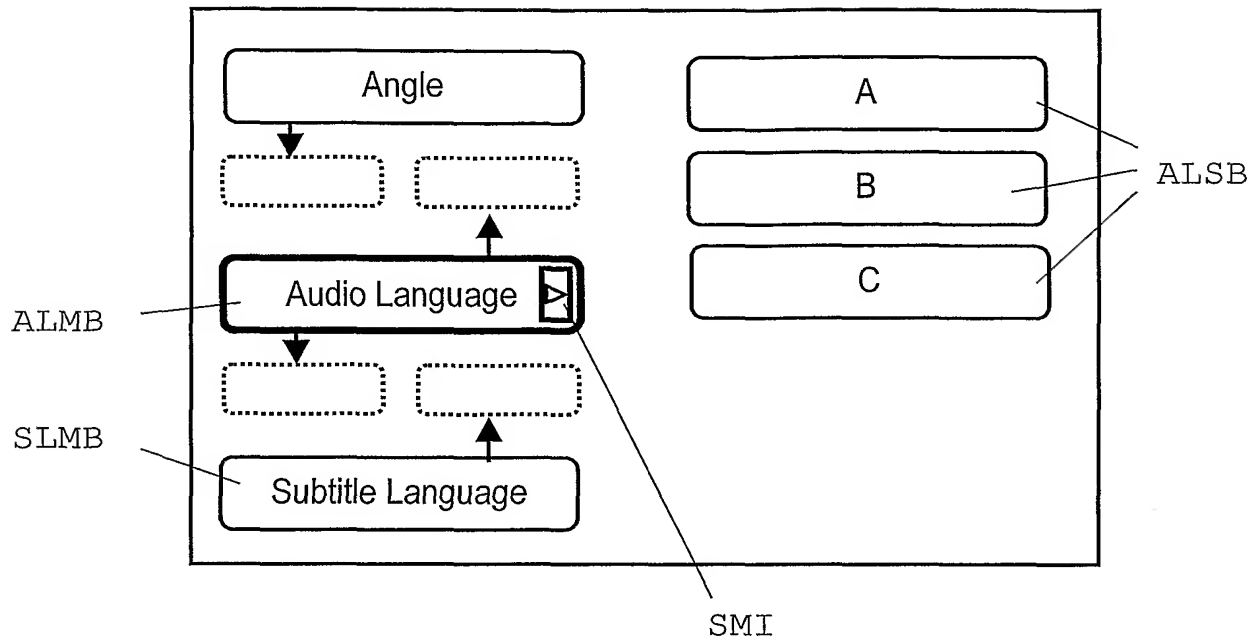 Angle
A
ALSB
B
Audio Language
C
ALMB
SLMB
Subtitle Language
SMI